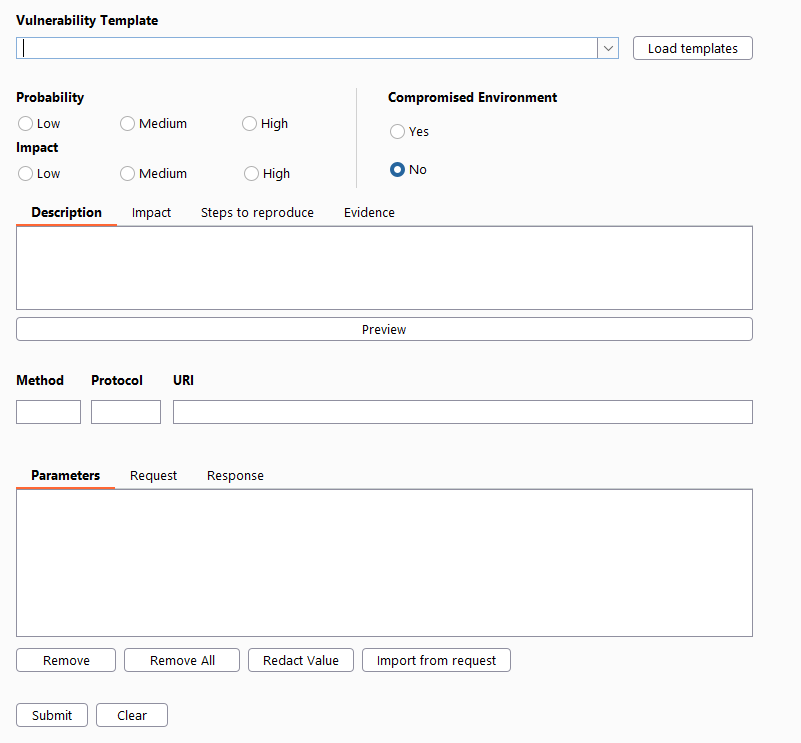 Vulnerability Template
Load templates
Probability
Low Medium High
Impact
Low Medium High
Compromised Environment
Yes
No
Description Impact Steps to reproduce Evidence
Preview
Method Protocol URI
Parameters Request Response
Remove Remove All Redact Value Import from request
Submit Clear